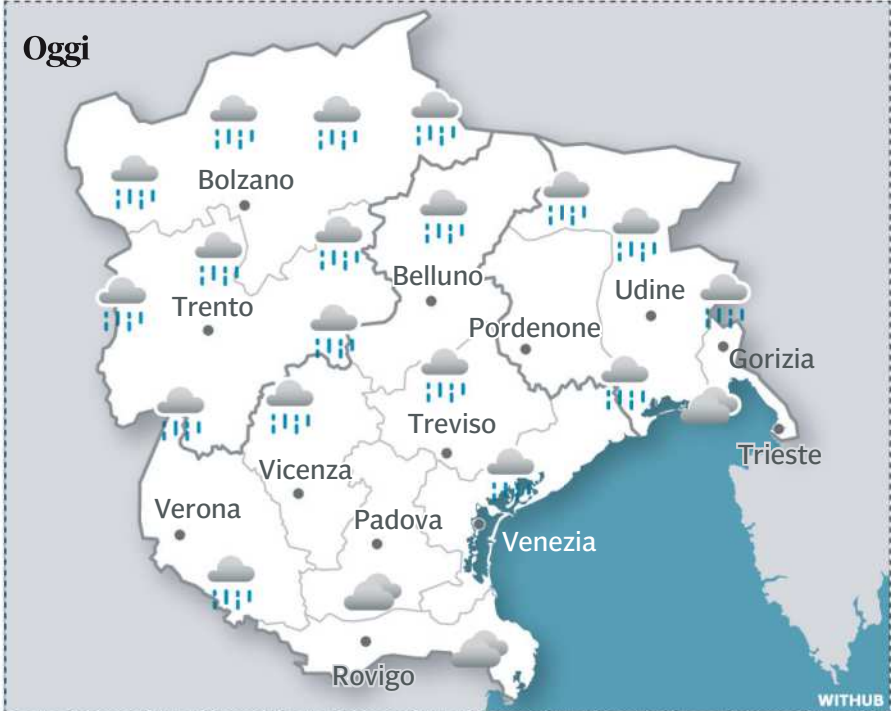 Oggi
Bolzano
Belluno
Udine
Trento
Pordenone
Gorizia
Treviso
Trieste
Vicenza
Verona
Padova
Venezia
Rovigo
WITHUB